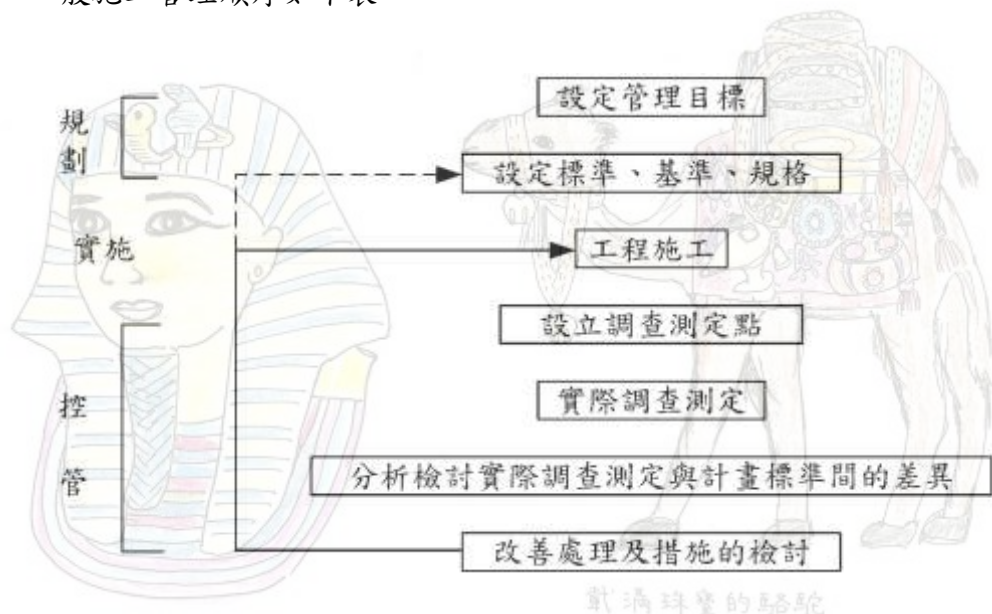 設定管理目標
規
劃
設定標準、基準、規格
實施
工程施工
設立調查測定點
控
實際調查測定
管
分析檢討實際調查測定與計畫標準間的差異
改善處理及措施的檢討
戴滿珠寶的駱駝